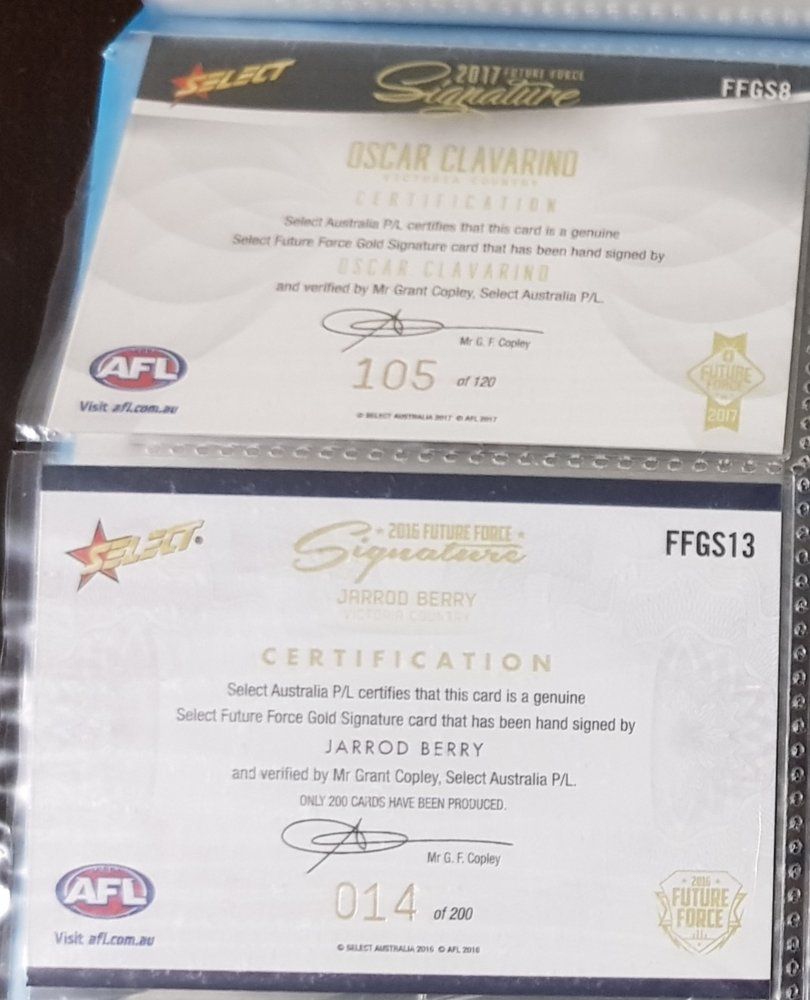 SELECT
2017 FUTURE FORCE
Signature
FFGS8
OSCAR CLAVARINO
VICTORIA COUNTRY
CERTIFICATION
Select Australia P/L certifies that this card is a genuine
Select Future Force Gold Signature card that has been hand signed by
OSCAR CLAVARINO
and verified by Mr Grant Copley, Select Australia P/L.
Mr G. F. Copley
AFL
Visit afl.com.au
105 of 120
FUTURE
FORCE
2017
© SELECT AUSTRALIA 2017 © AFL 2017
SELECT®
2016 FUTURE FORCE
Signature
FFGS13
JARROD BERRY
VICTORIA COUNTRY
CERTIFICATION
Select Australia P/L certifies that this card is a genuine
Select Future Force Gold Signature card that has been hand signed by
JARROD BERRY
and verified by Mr Grant Copley, Select Australia P/L.
ONLY 200 CARDS HAVE BEEN PRODUCED.
Mr G. F. Copley
AFL
Visit afl.com.au
014 of 200
2016
FUTURE
FORCE
© SELECT AUSTRALIA 2016 © AFL 2016